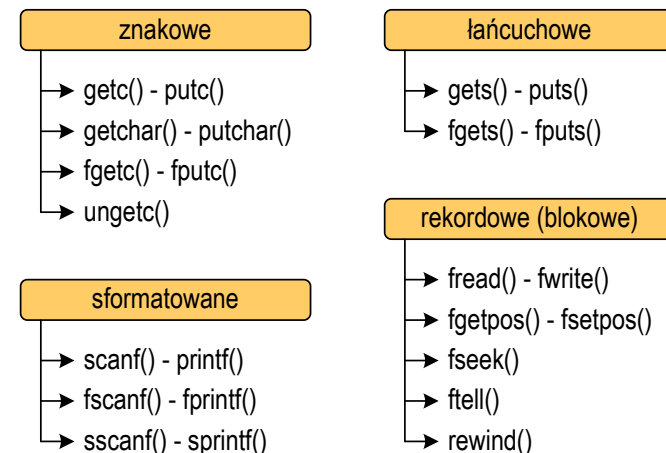 znakowe
getc() - putc()
getchar() - putchar()
fgetc() - fputc()
ungetc()
sformatowane
scanf() - printf()
fscanf() - fprintf()
sscanf() - sprintf()
łańcuchowe
gets() - puts()
fgets() - fputs()
rekordowe (blokowe)
fread() - fwrite()
fgetpos() - fsetpos()
fseek()
ftell()
rewind()